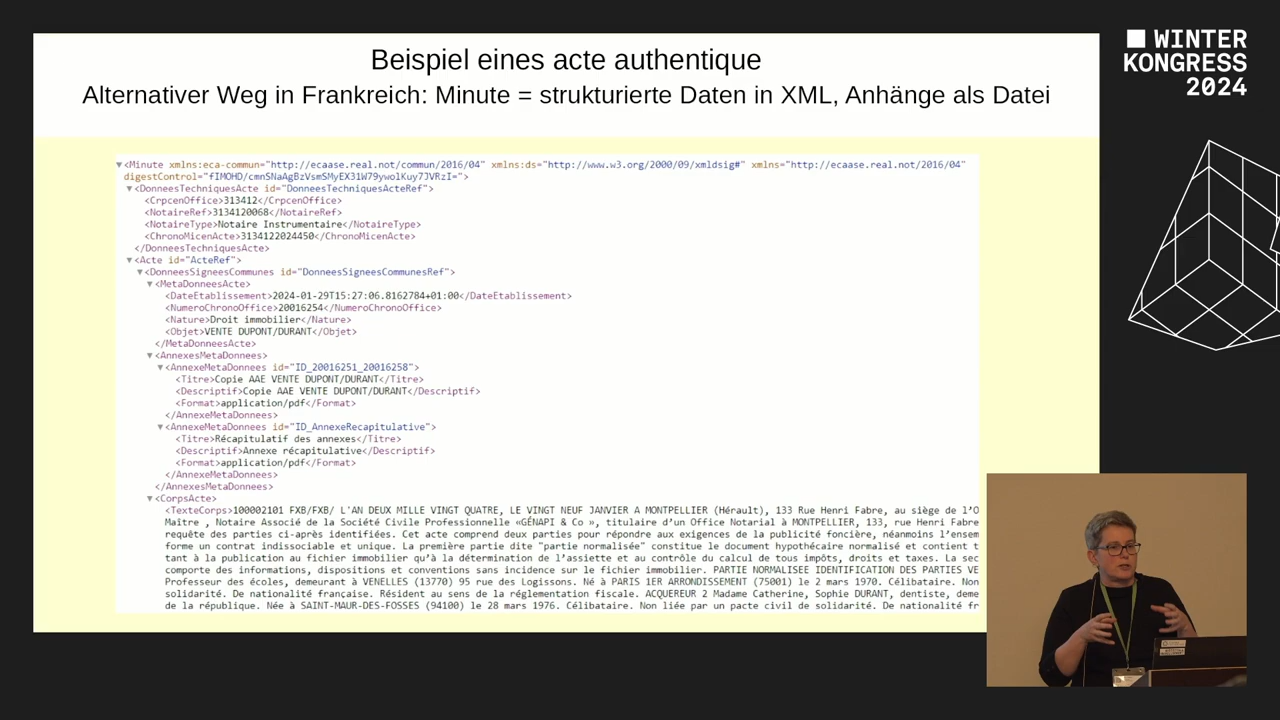 Beispiel eines acte authentique
Alternativer Weg in Frankreich: Minute = strukturierte Daten in XML, Anhänge als Datei
WINTER
KONGRESS
2024
<Minute xmlns:eca-commun="http://ecaase.real.not/commun/2016/04" xmlns:ds="http://www.w3.org/2000/09/xmldsig#" xmlns="http://ecaase.real.not/2016/04"
digestControl="fIMOHD/cmnSNaAgBzVsmSMyEX31W79ywolKuy7JVRzI=">
<DonneesTechniquesActe id="DonneesTechniquesActeRef">
<CrpcenOffice>313412</CrpcenOffice>
<NotaireRef>3134120068</NotaireRef>
<NotaireType>Notaire Instrumentaire</NotaireType>
<ChronoMicenActe>3134122024450</ChronoMicenActe>
</DonneesTechniquesActe>
<Acte id="ActeRef">
<DonneesSigneesCommunes id="DonneesSigneesCommunesRef">
<MetaDonneesActe>
<DateEtablissement>2024-01-29T15:27:06.8162784+01:00</DateEtablissement>
<NumeroChronoOffice>20016254</NumeroChronoOffice>
<Nature>Droit immobilier</Nature>
<Objet>VENTE DUPONT/DURANT</Objet>
</MetaDonneesActe>
<AnnexesMetaDonnees>
<AnnexeMetaDonnees id="ID_20016251_20016258">
<Titre>Copie AAE VENTE DUPONT/DURANT</Titre>
<Descriptif>Copie AAE VENTE DUPONT/DURANT</Descriptif>
<Format>application/pdf</Format>
</AnnexeMetaDonnees>
<AnnexeMetaDonnees id="ID_AnnexeRecapitulative">
<Titre>Récapitulatif des annexes</Titre>
<Descriptif>Annexe récapitulative</Descriptif>
<Format>application/pdf</Format>
</AnnexeMetaDonnees>
</AnnexesMetaDonnees>
<CorpsActe>
<TexteCorps>100002101 FXB/FXB/ L'AN DEUX MILLE VINGT QUATRE, LE VINGT NEUF JANVIER A MONTPELLIER (Hérault), 133 Rue Henri Fabre, au siège de l'O
Maître , Notaire Associé de la Société Civile Professionnelle «GÉNAPI & Co », titulaire d'un Office Notarial à MONTPELLIER, 133, rue Henri Fabre
requête des parties ci-après identifiées. Cet acte comprend deux parties pour répondre aux exigences de la publicité foncière, néanmoins l'ensem
forme un contrat indissociable et unique. La première partie dite "partie normalisée" constitue le document hypothécaire normalisé et contient t
tant à la publication au fichier immobilier qu'à la détermination de l'assiette et au contrôle du calcul de tous impôts, droits et taxes. La sec
comporte des informations, dispositions et conventions sans incidence sur le fichier immobilier. PARTIE NORMALISEE IDENTIFICATION DES PARTIES VE
Professeur des écoles, demeurant à VENELLES (13770) 95 rue des Logissons. Né à PARIS 1ER ARRONDISSEMENT (75001) le 2 mars 1970. Célibataire. Non
solidarité. De nationalité française. Résident au sens de la réglementation fiscale. ACQUEREUR 2 Madame Catherine, Sophie DURANT, dentiste, deme
de la république. Née à SAINT-MAUR-DES-FOSSES (94100) le 28 mars 1976. Célibataire. Non liée par un pacte civil de solidarité. De nationalité fr